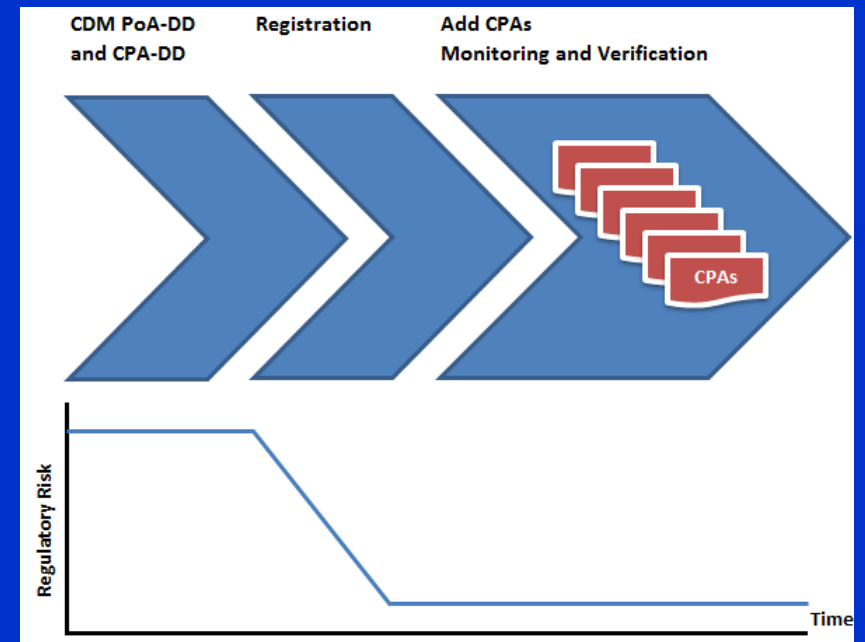 CDM PoA-DD
and CPA-DD
Registration
Add CPAs
Monitoring and Verification
CPAs
Regulatory Risk
Time